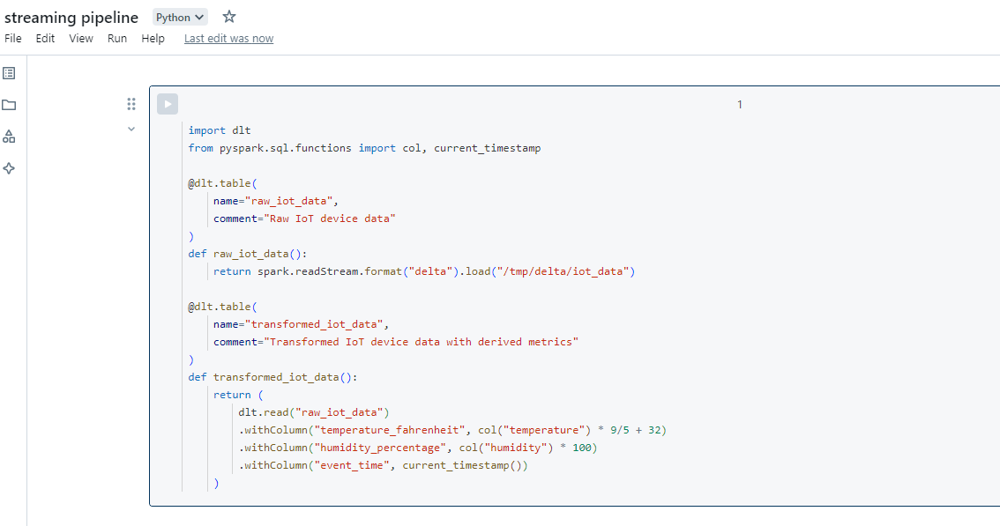 streaming pipeline Python
File Edit View Run Help Last edit was now
1
import dlt
from pyspark.sql.functions import col, current_timestamp
@dlt.table(
name="raw_iot_data",
comment="Raw IoT device data"
)
def raw_iot_data():
return spark.readStream.format("delta").load("/tmp/delta/iot_data")
@dlt.table(
name="transformed_iot_data",
comment="Transformed IoT device data with derived metrics"
)
def transformed_iot_data():
return (
dlt.read("raw_iot_data")
.withColumn("temperature_fahrenheit", col("temperature") * 9/5 + 32)
.withColumn("humidity_percentage", col("humidity") * 100)
.withColumn("event_time", current_timestamp())
)